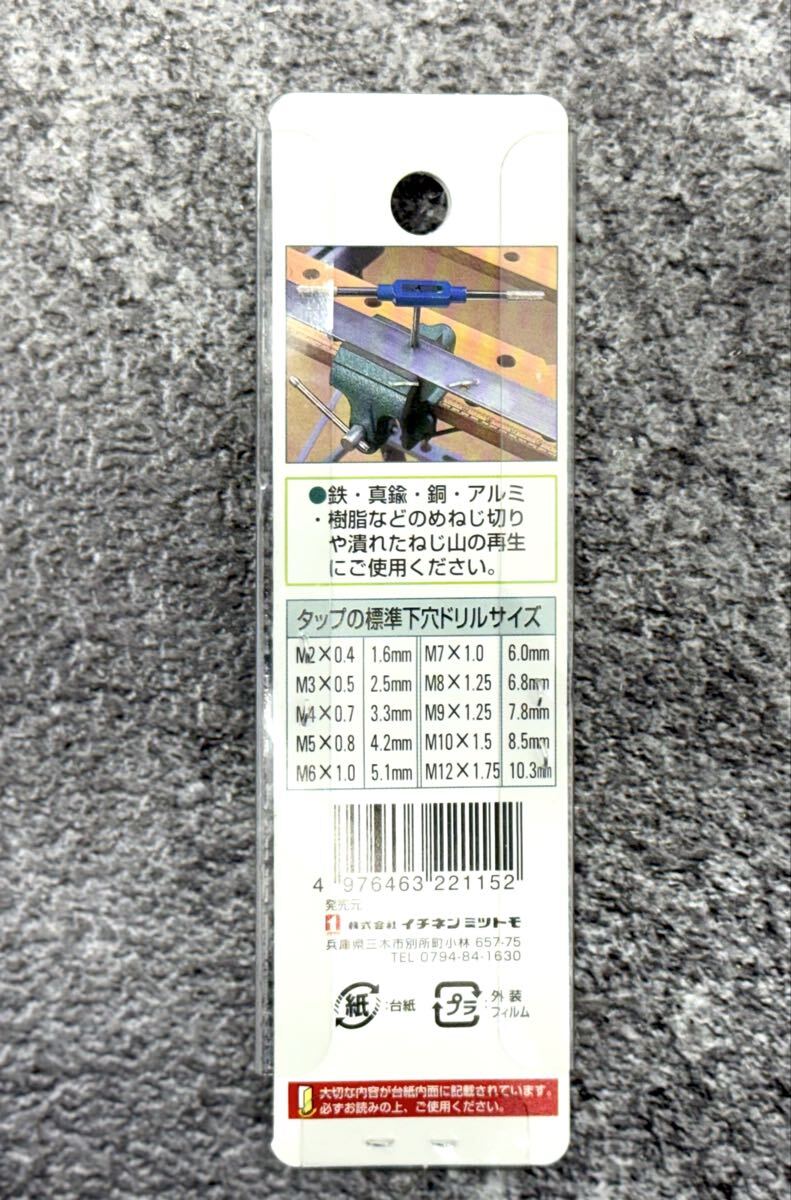 ●鉄・真鍮・銅・アルミ
・樹脂などのめねじ切り
や潰れたねじ山の再生
にご使用ください。
タップの標準下穴ドリルサイズ
M2×0.4 1.6mm M7×1.0 6.0mm
M3×0.5 2.5mm M8×1.25 6.8mm
M4×0.7 3.3mm M9×1.25 7.8mm
M5×0.8 4.2mm M10×1.5 8.5mm
M6×1.0 5.1mm M12×1.75 10.3mm
4 976463 221152
発売元
株式会社 イチネンミツトモ
兵庫県三木市別所町小林 657-75
TEL 0794-84-1630
紙 :台紙 プラ :外装
フィルム
大切な内容が台紙内面に記載されています。
必ずお読みの上、ご使用ください。